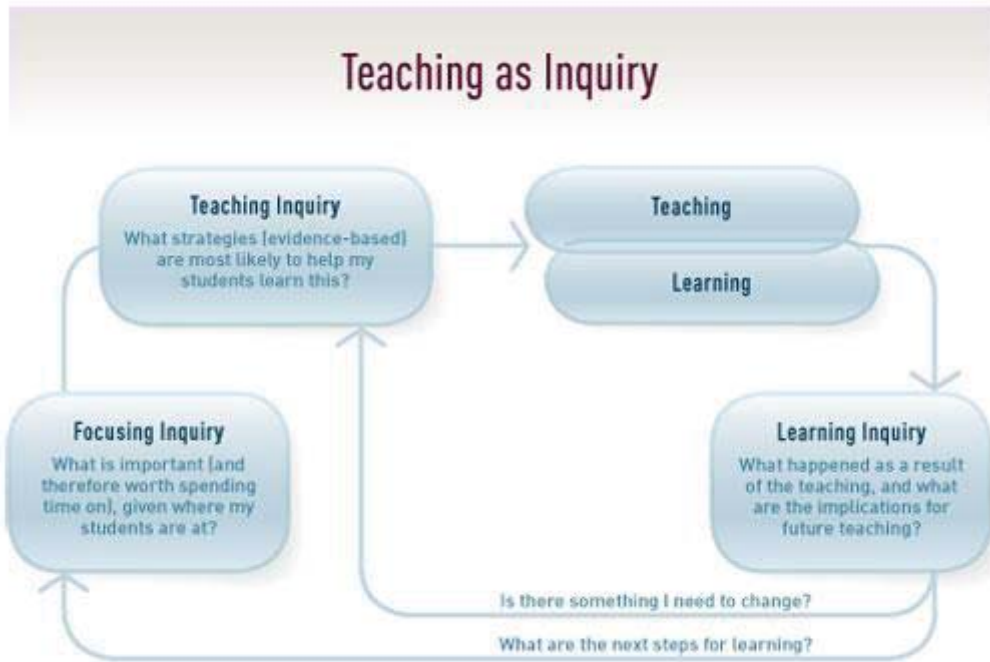 Teaching as Inquiry
Teaching Inquiry
What strategies (evidence-based)
are most likely to help my
students learn this?
Teaching
Learning
Focusing Inquiry
What is important (and
therefore worth spending
time on), given where my
students are at?
Learning Inquiry
What happened as a result
of the teaching, and what
are the implications for
future teaching?
Is there something I need to change?
What are the next steps for learning?